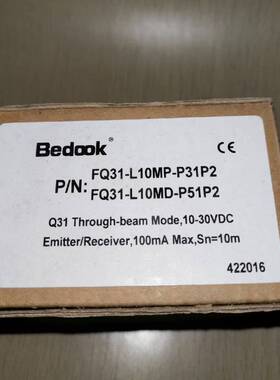 Bedook®
CE
P/N: FQ31-L10MP-P31P2
FQ31-L10MD-P51P2
Q31 Through-beam Mode,10-30VDC
Emitter/Receiver,100mA Max,Sn=10m
422016